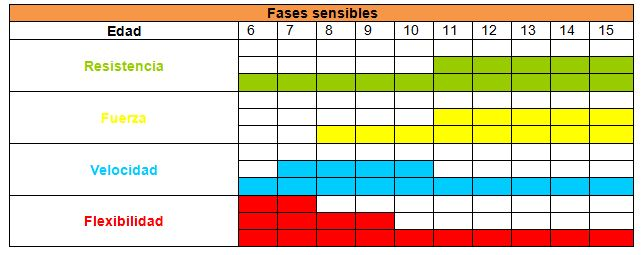 Fases sensibles
Edad 6 7 8 9 10 11 12 13 14 15
Resistencia
Fuerza
Velocidad
Flexibilidad